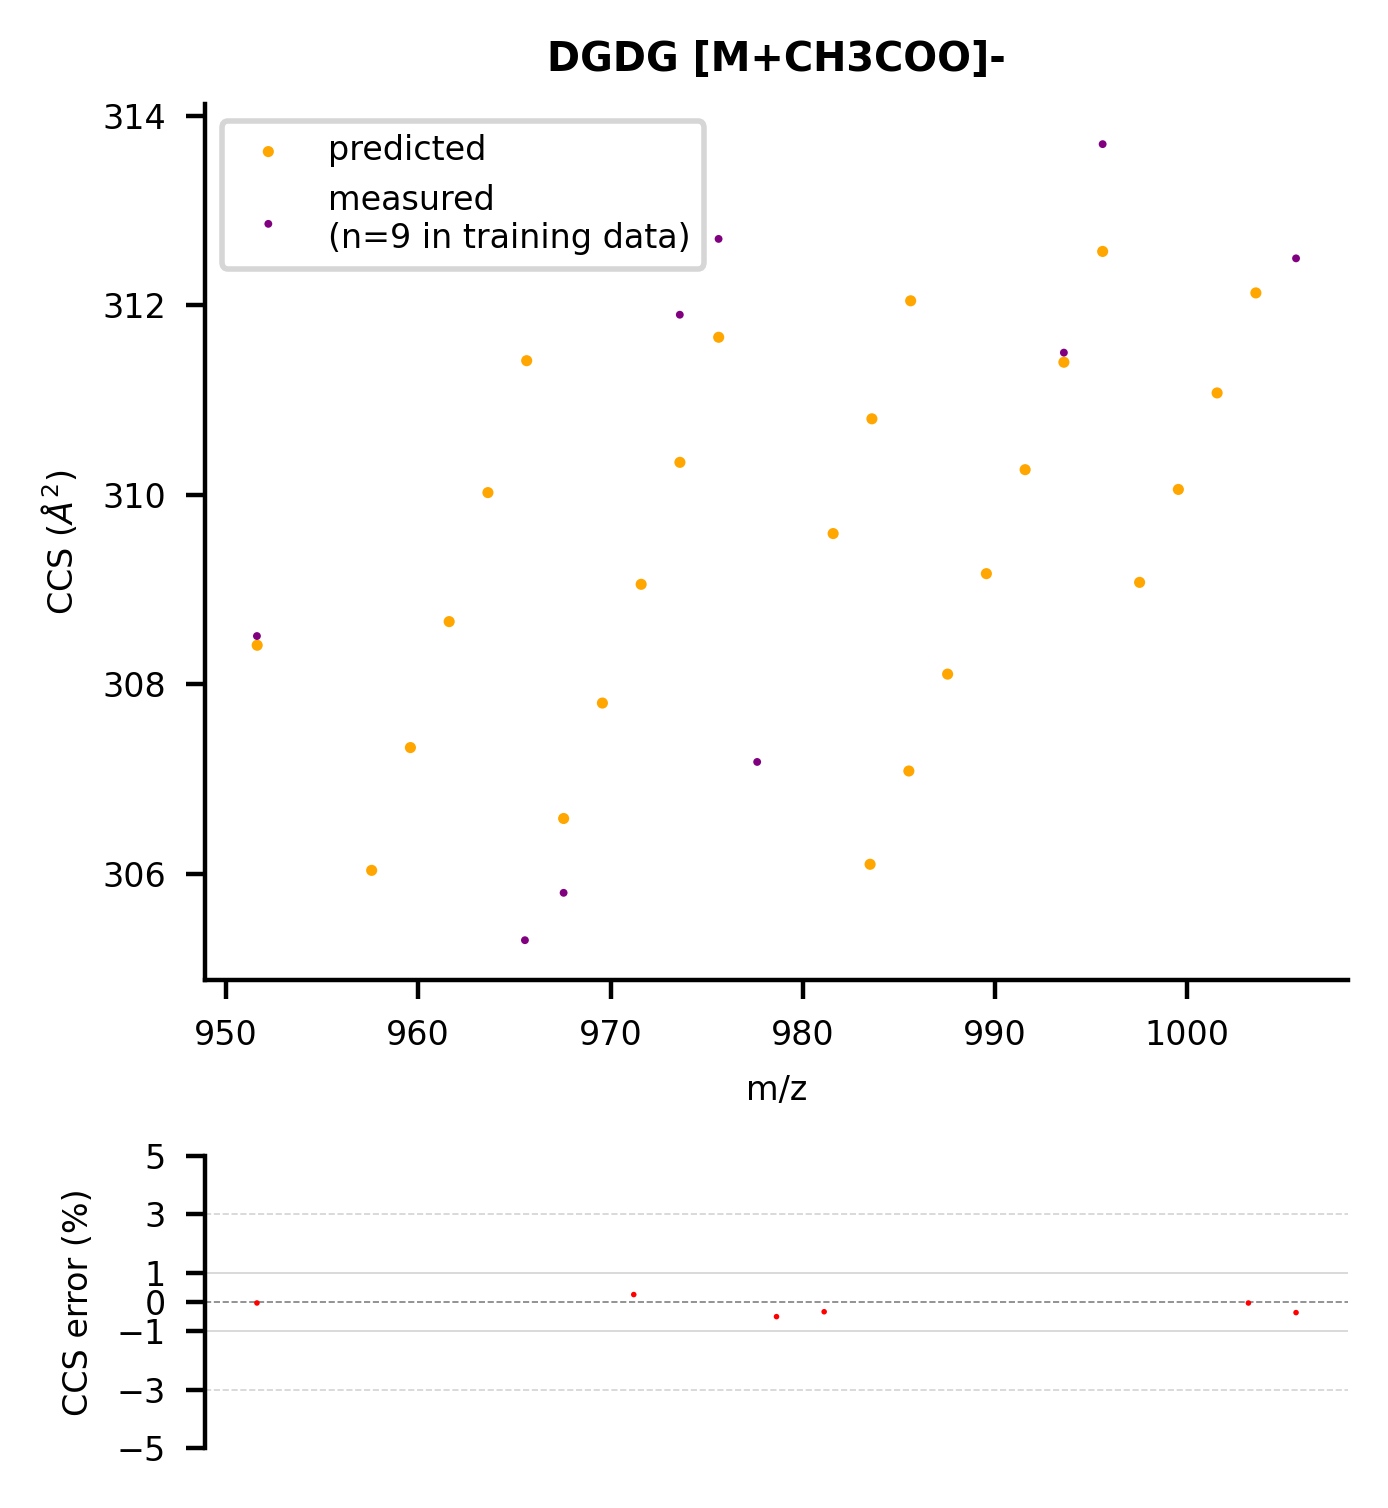 DGDG [M+CH3COO]-
314
312
310
308
306
CCS (Å²)
predicted
measured
(n=9 in training data)
950 960 970 980 990 1000
m/z
5
3
1
0
−1
−3
−5
CCS error (%)